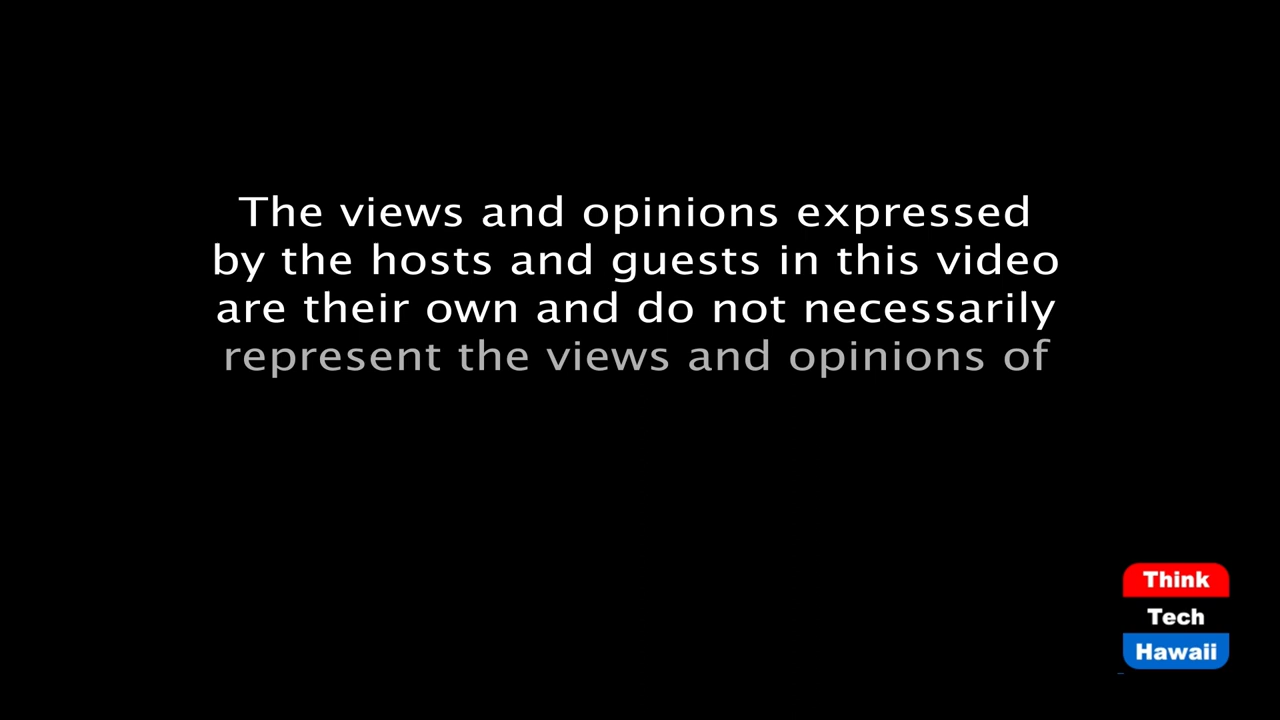 The views and opinions expressed
by the hosts and guests in this video
are their own and do not necessarily
represent the views and opinions of
Think
Tech
Hawaii